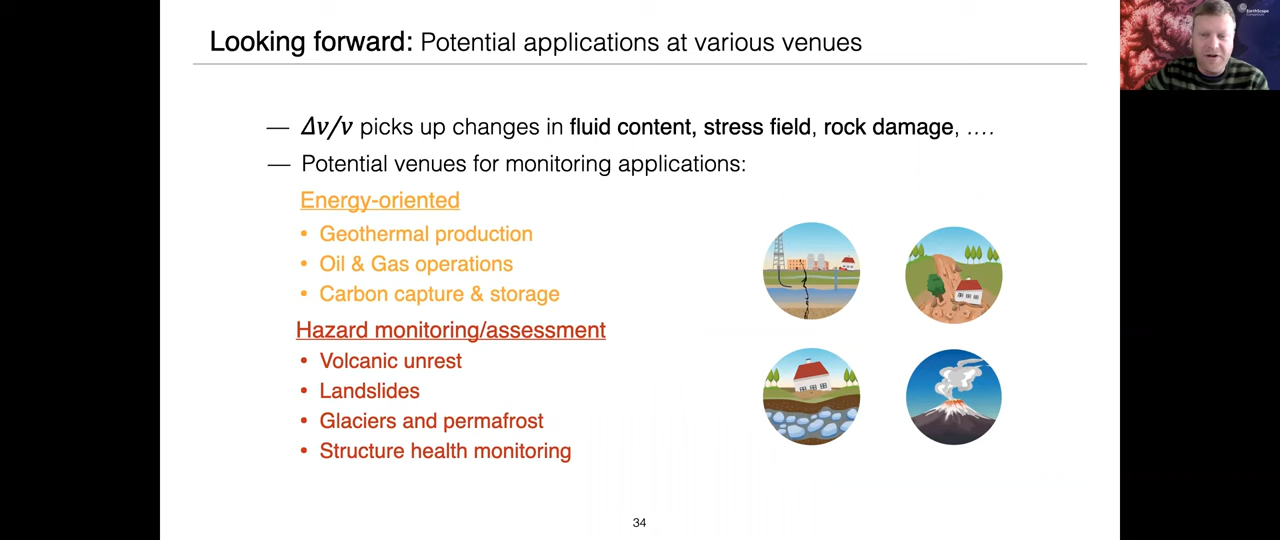 Looking forward: Potential applications at various venues
— Δv/v picks up changes in fluid content, stress field, rock damage, ....
— Potential venues for monitoring applications:
Energy-oriented
• Geothermal production
• Oil & Gas operations
• Carbon capture & storage
Hazard monitoring/assessment
• Volcanic unrest
• Landslides
• Glaciers and permafrost
• Structure health monitoring
34
EarthScope
Consortium